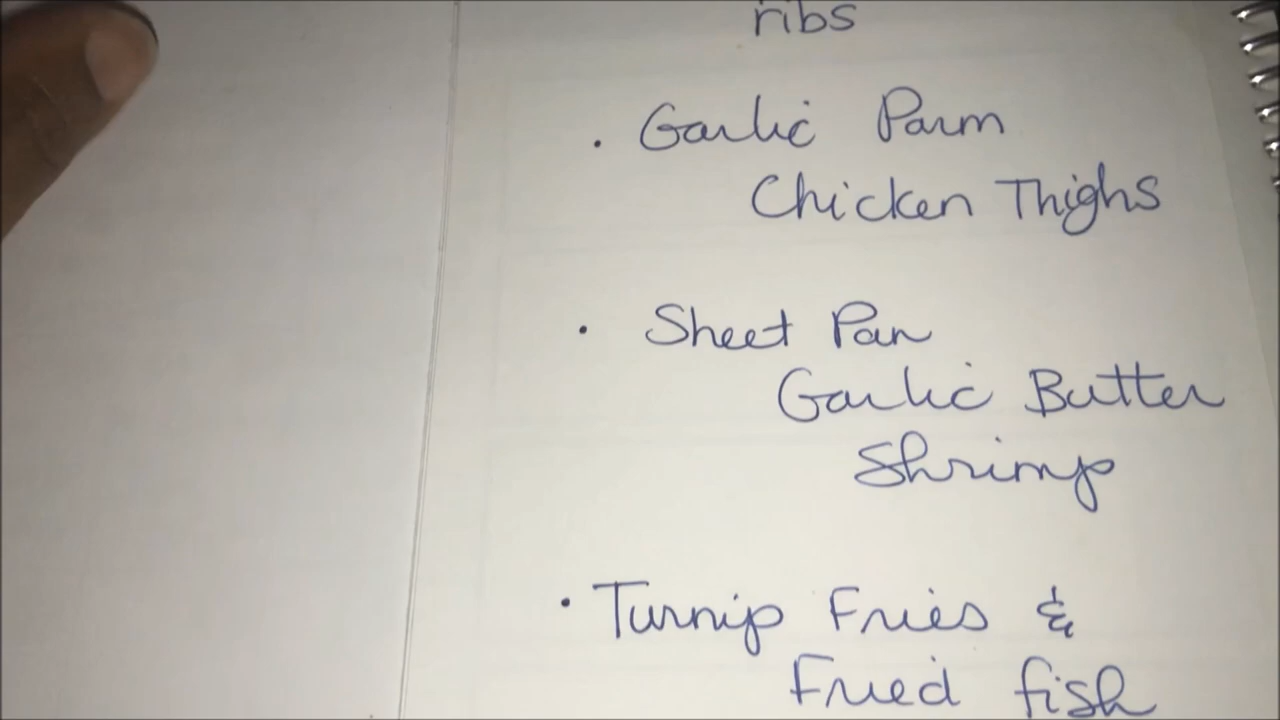 ribs
. Garlic Parm
Chicken Thighs
. Sheet Pan
Garlic Butter
Shrimp
. Turnip Fries &
Fried fish